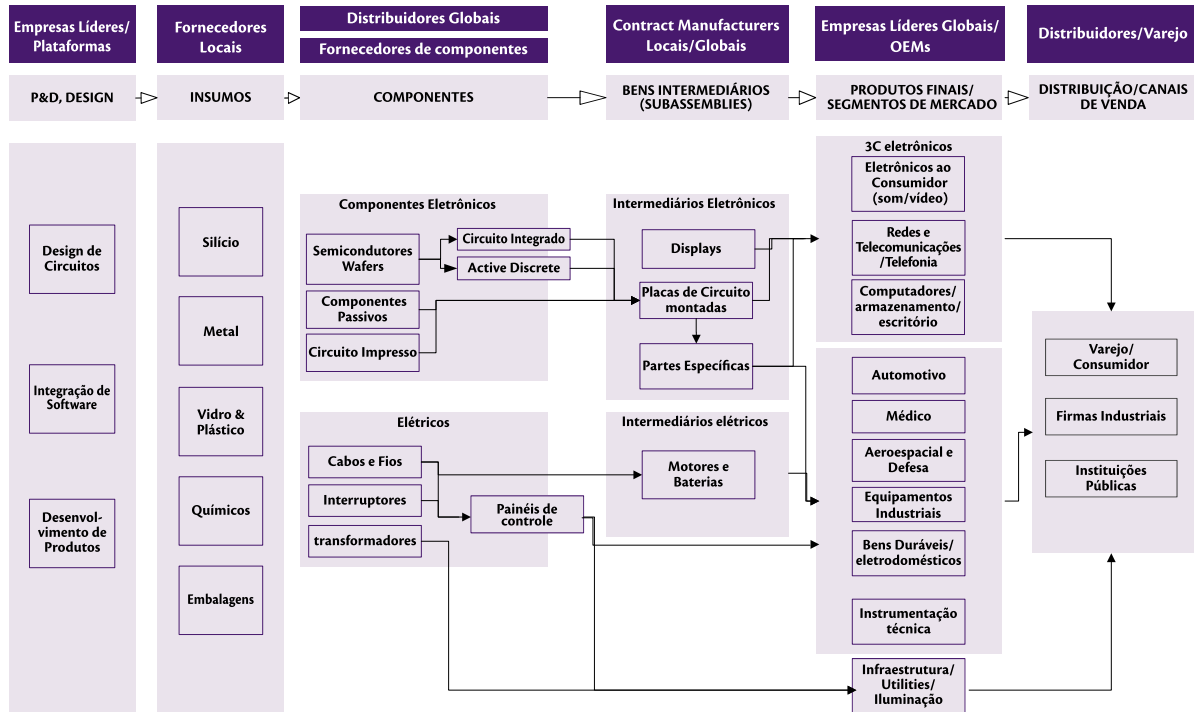 Empresas Líderes/
Plataformas
Fornecedores
Locais
Distribuidores Globais
Fornecedores de componentes
Contract Manufacturers
Locais/Globais
Empresas Líderes Globais/
OEMs
Distribuidores/Varejo
P&D, DESIGN
INSUMOS
COMPONENTES
BENS INTERMEDIÁRIOS
(SUBASSEMBLIES)
PRODUTOS FINAIS/
SEGMENTOS DE MERCADO
DISTRIBUIÇÃO/CANAIS
DE VENDA
Design de
Circuitos
Integração de
Software
Desenvol-
vimento de
Produtos
Silício
Metal
Vidro &
Plástico
Químicos
Embalagens
Componentes Eletrônicos
Semicondutores
Wafers
Circuito Integrado
Active Discrete
Componentes
Passivos
Circuito Impresso
Elétricos
Cabos e Fios
Interruptores
transformadores
Painéis de
controle
Intermediários Eletrônicos
Displays
Placas de Circuito
montadas
Partes Específicas
Intermediários elétricos
Motores e
Baterias
3C eletrônicos
Eletrônicos ao
Consumidor
(som/vídeo)
Redes e
Telecomunicações
/Telefonia
Computadores/
armazenamento/
escritório
Automotivo
Médico
Aeroespacial e
Defesa
Equipamentos
Industriais
Bens Duráveis/
eletrodomésticos
Instrumentação
técnica
Infraestrutura/
Utilities/
Iluminação
Varejo/
Consumidor
Firmas Industriais
Instituições
Públicas